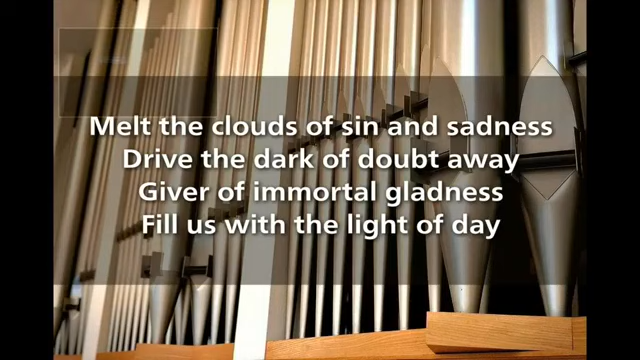 Melt the clouds of sin and sadness
Drive the dark of doubt away
Giver of immortal gladness
Fill us with the light of day